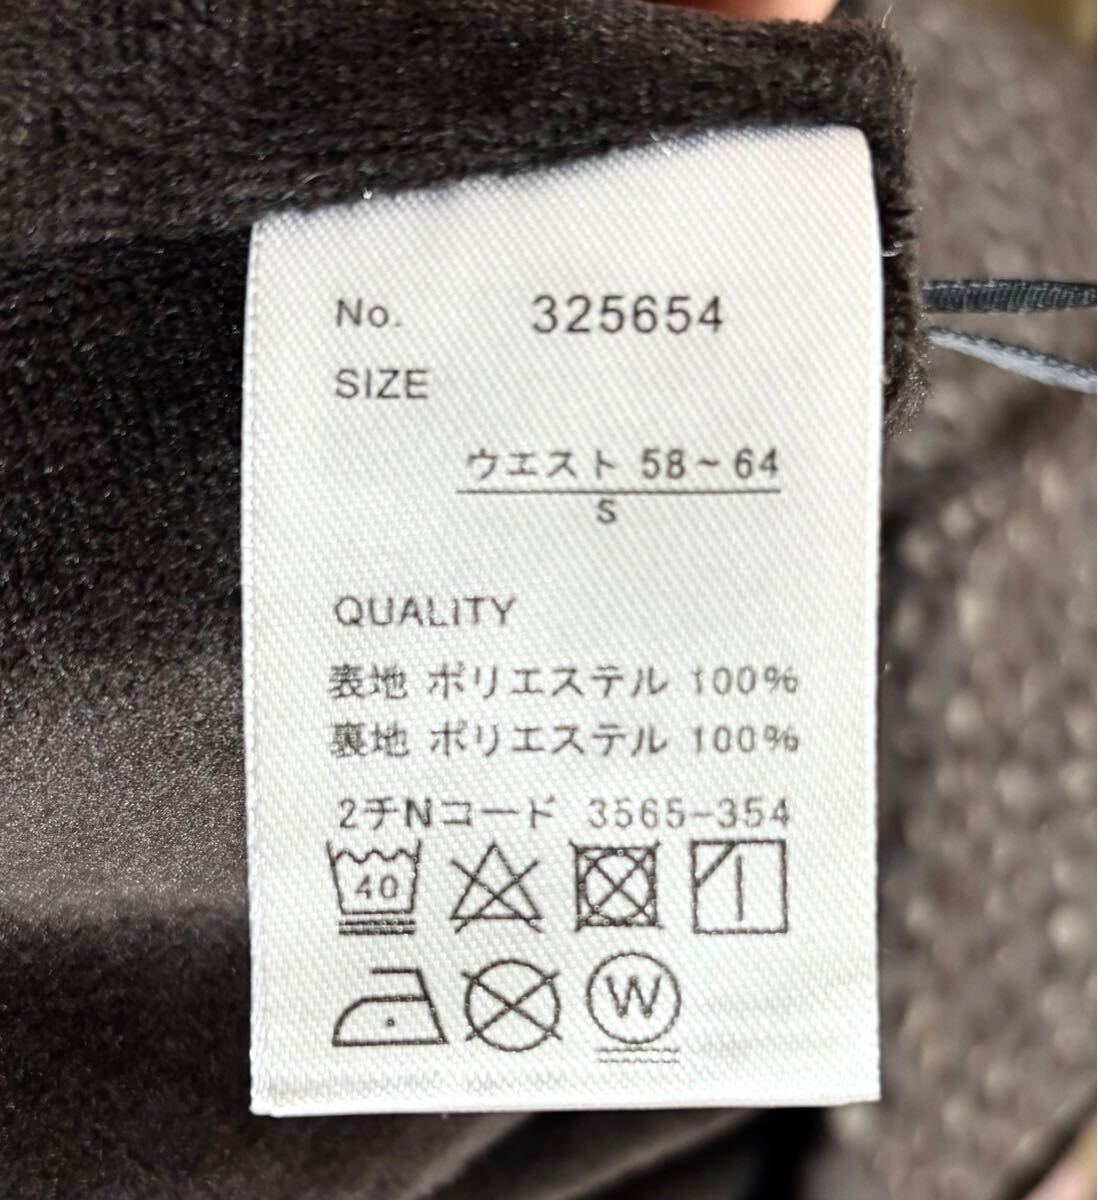 No. 325654
SIZE
ウエスト 58~64
S
QUALITY
表地 ポリエステル 100%
裏地 ポリエステル 100%
2チNコード 3565-354
40
W